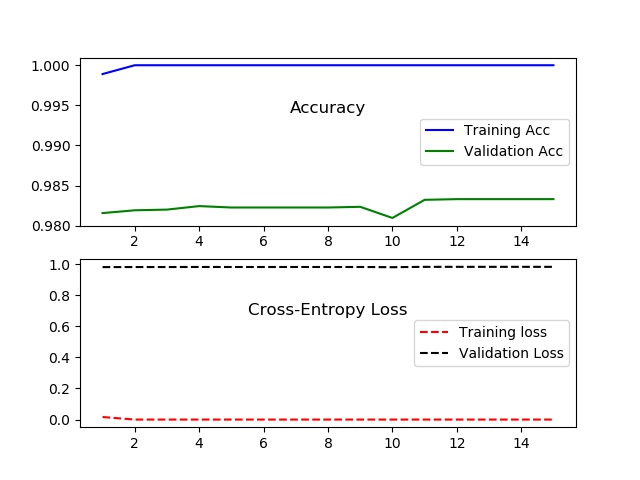 1.000
0.995
0.990
0.985
0.980
Accuracy
Training Acc
Validation Acc
2 4 6 8 10 12 14
1.0
0.8
0.6
0.4
0.2
0.0
Cross-Entropy Loss
Training loss
Validation Loss
2 4 6 8 10 12 14